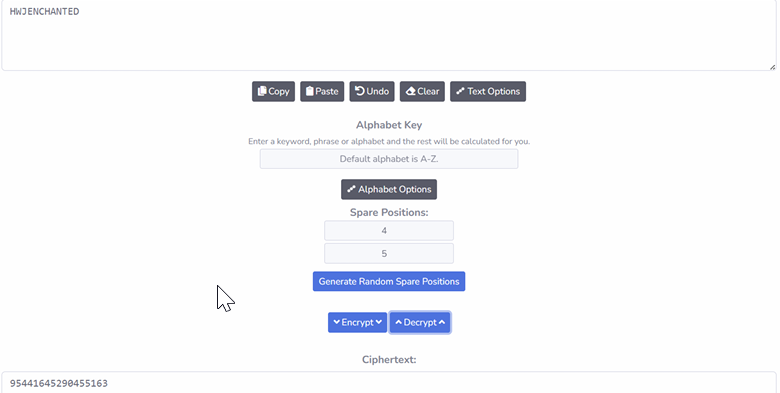 HWJENCHANTED
Copy Paste Undo Clear Text Options
Alphabet Key
Enter a keyword, phrase or alphabet and the rest will be calculated for you.
Default alphabet is A-Z.
Alphabet Options
Spare Positions:
4
5
Generate Random Spare Positions
Encrypt Decrypt
Ciphertext:
95441645290455163